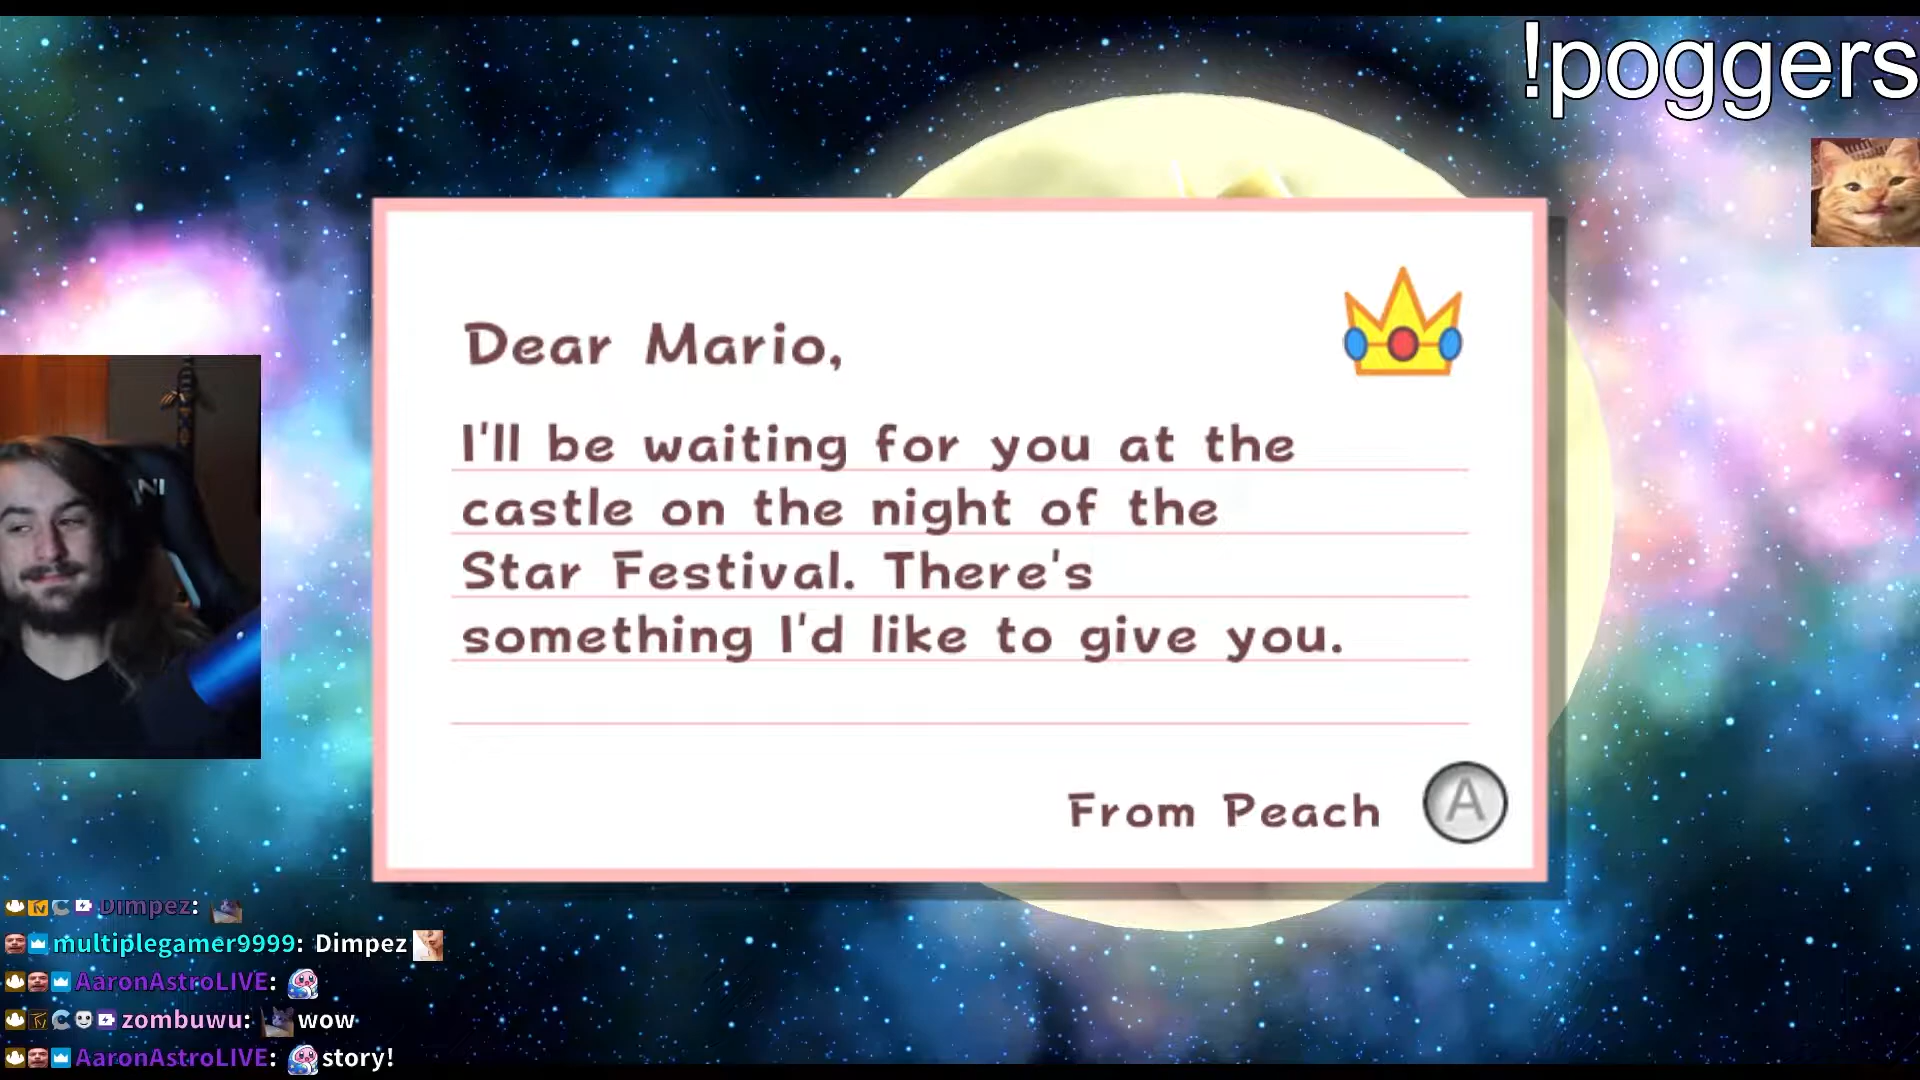 !poggers
Dear Mario,
I'll be waiting for you at the
castle on the night of the
Star Festival. There's
something I'd like to give you.
From Peach
A
Dimpez:
multiplegamer9999: Dimpez
AaronAstroLIVE:
zombuwu: wow
AaronAstroLIVE: story!